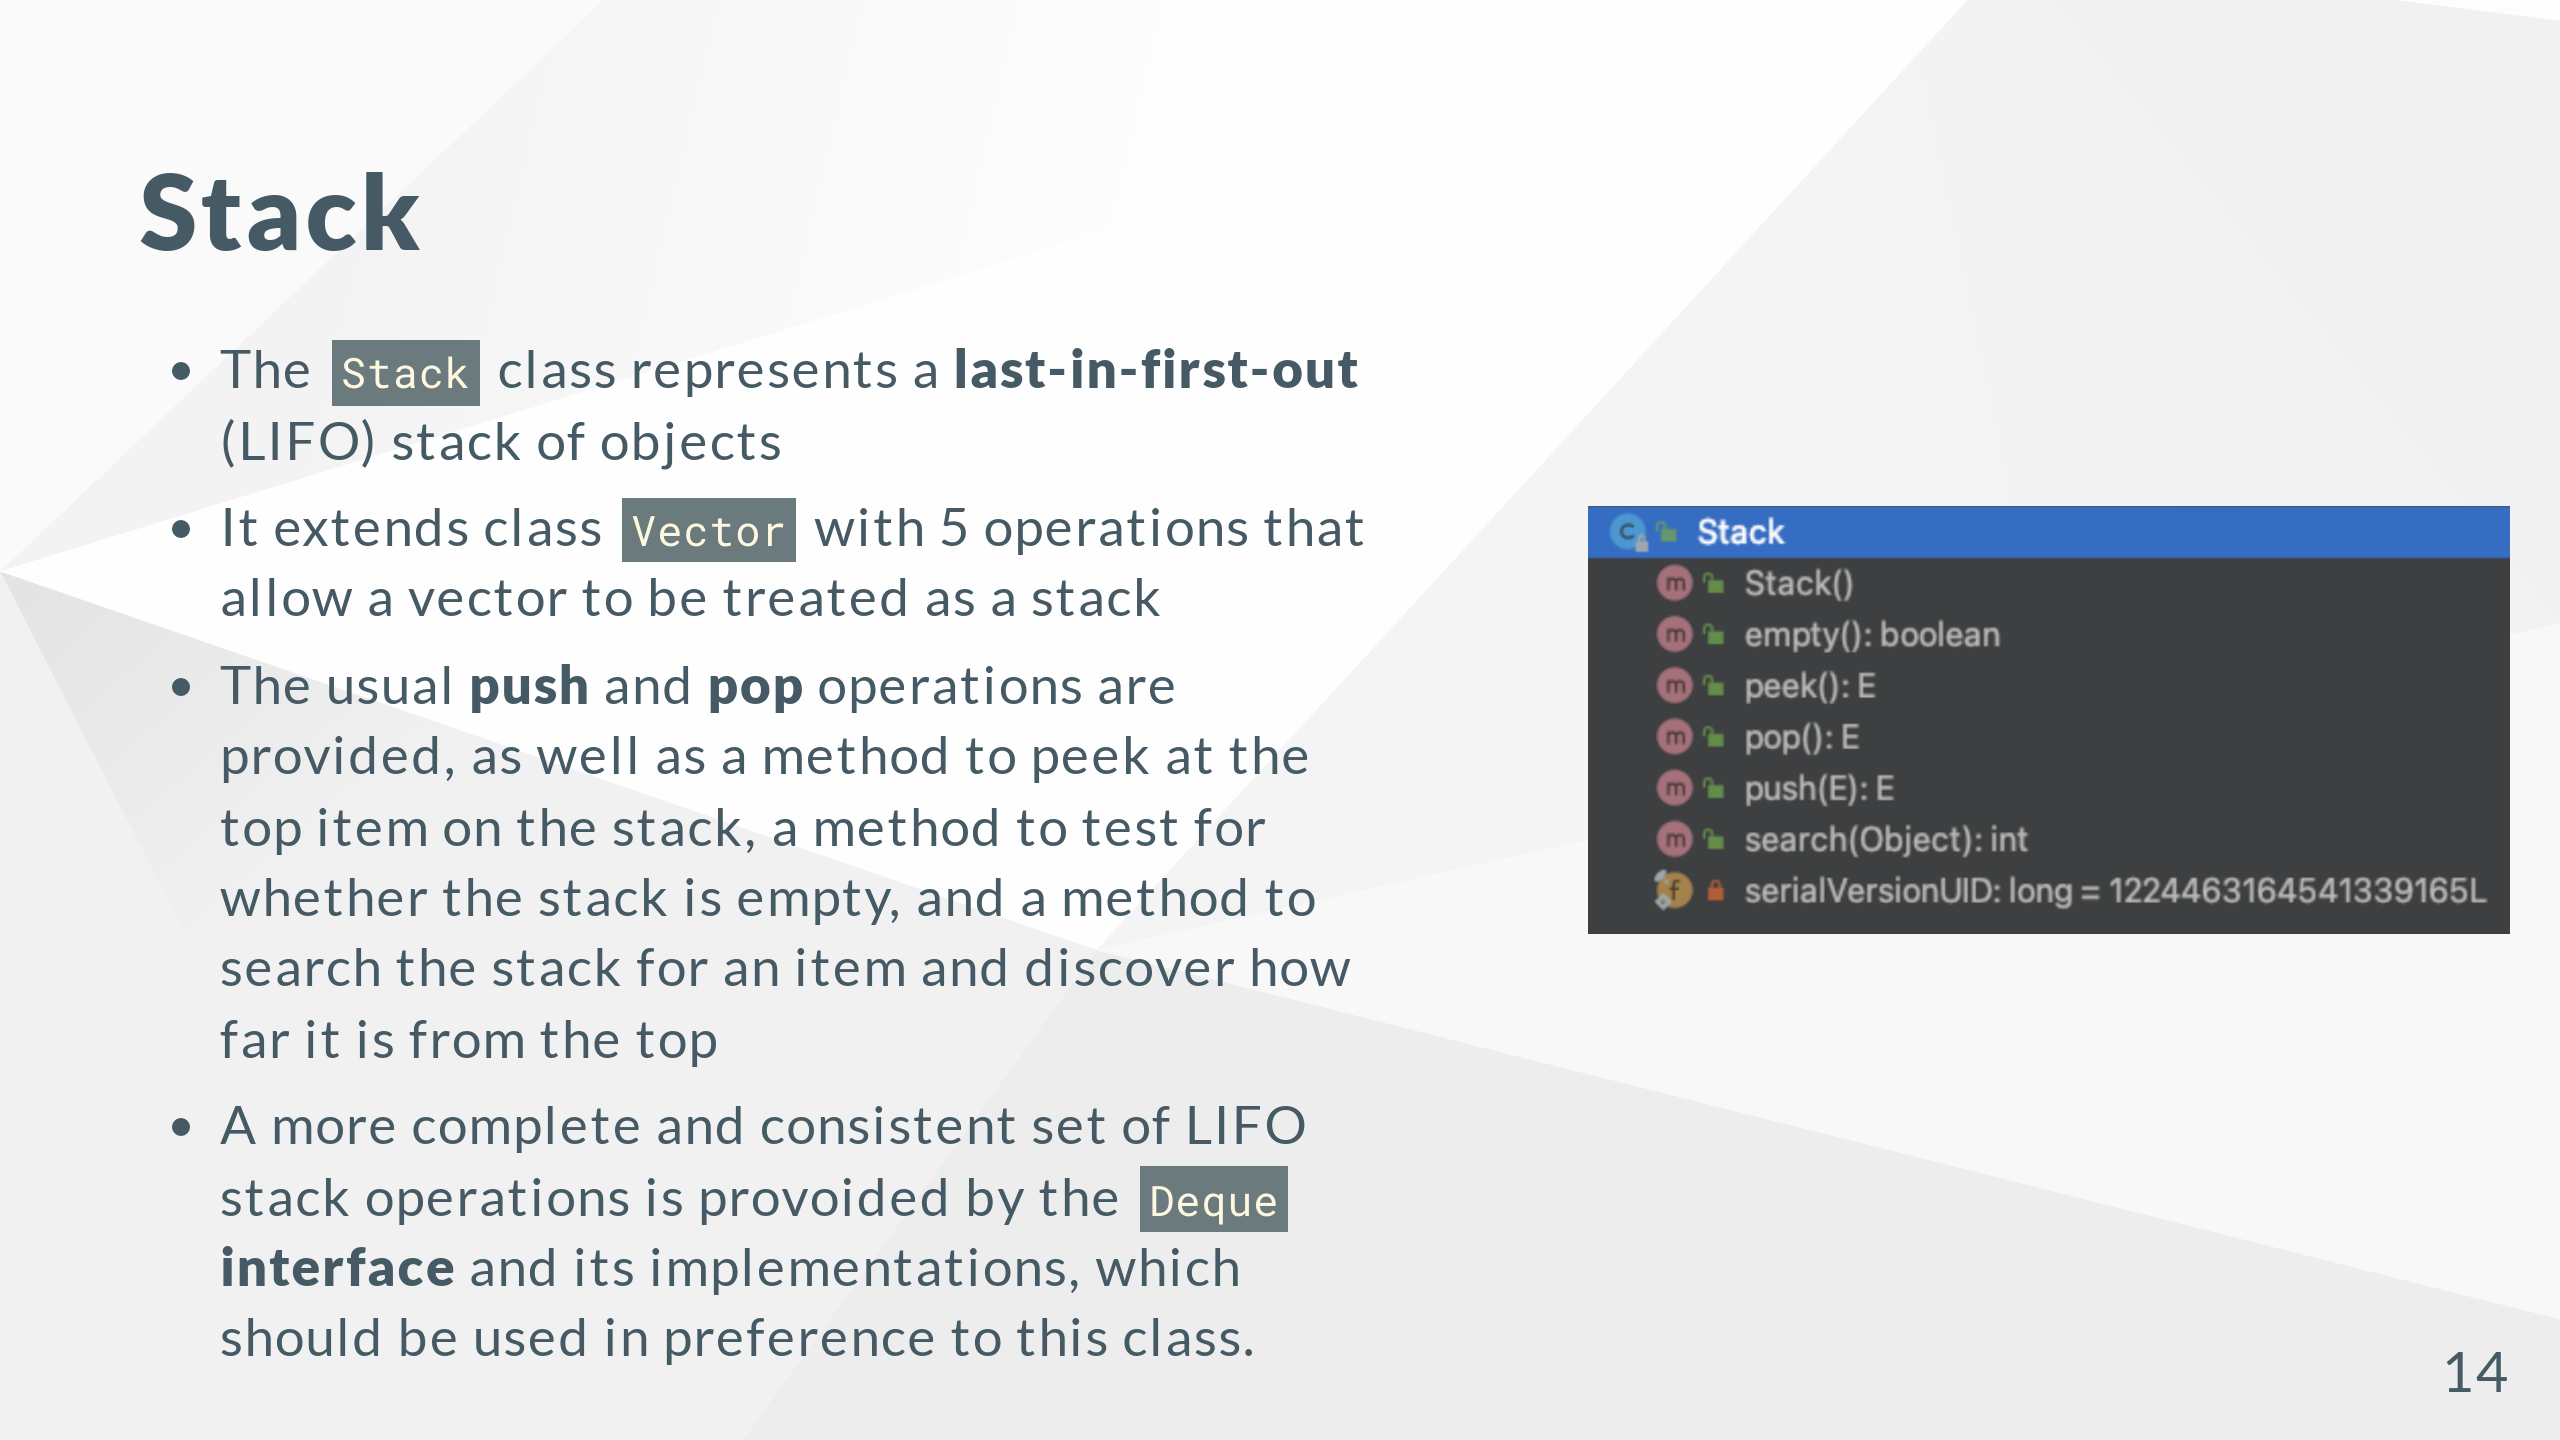 Stack
The Stack class represents a last-in-first-out
(LIFO) stack of objects
It extends class Vector with 5 operations that
allow a vector to be treated as a stack
The usual push and pop operations are
provided, as well as a method to peek at the
top item on the stack, a method to test for
whether the stack is empty, and a method to
search the stack for an item and discover how
far it is from the top
A more complete and consistent set of LIFO
stack operations is provoided by the Deque
interface and its implementations, which
should be used in preference to this class.
Stack
Stack()
empty(): boolean
peek(): E
pop(): E
push(E): E
search(Object): int
serialVersionUID: long = 1224463164541339165L
14